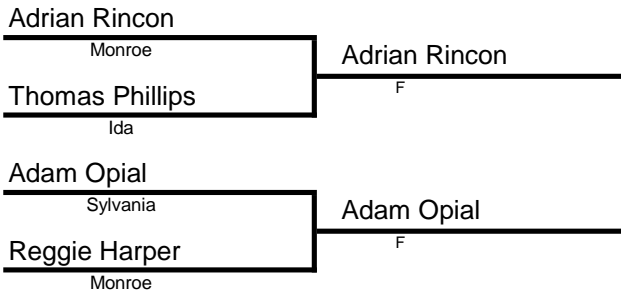 Adrian Rincon
Monroe
Adrian Rincon
F
Thomas Phillips
Ida
Adam Opial
Sylvania
Adam Opial
F
Reggie Harper
Monroe